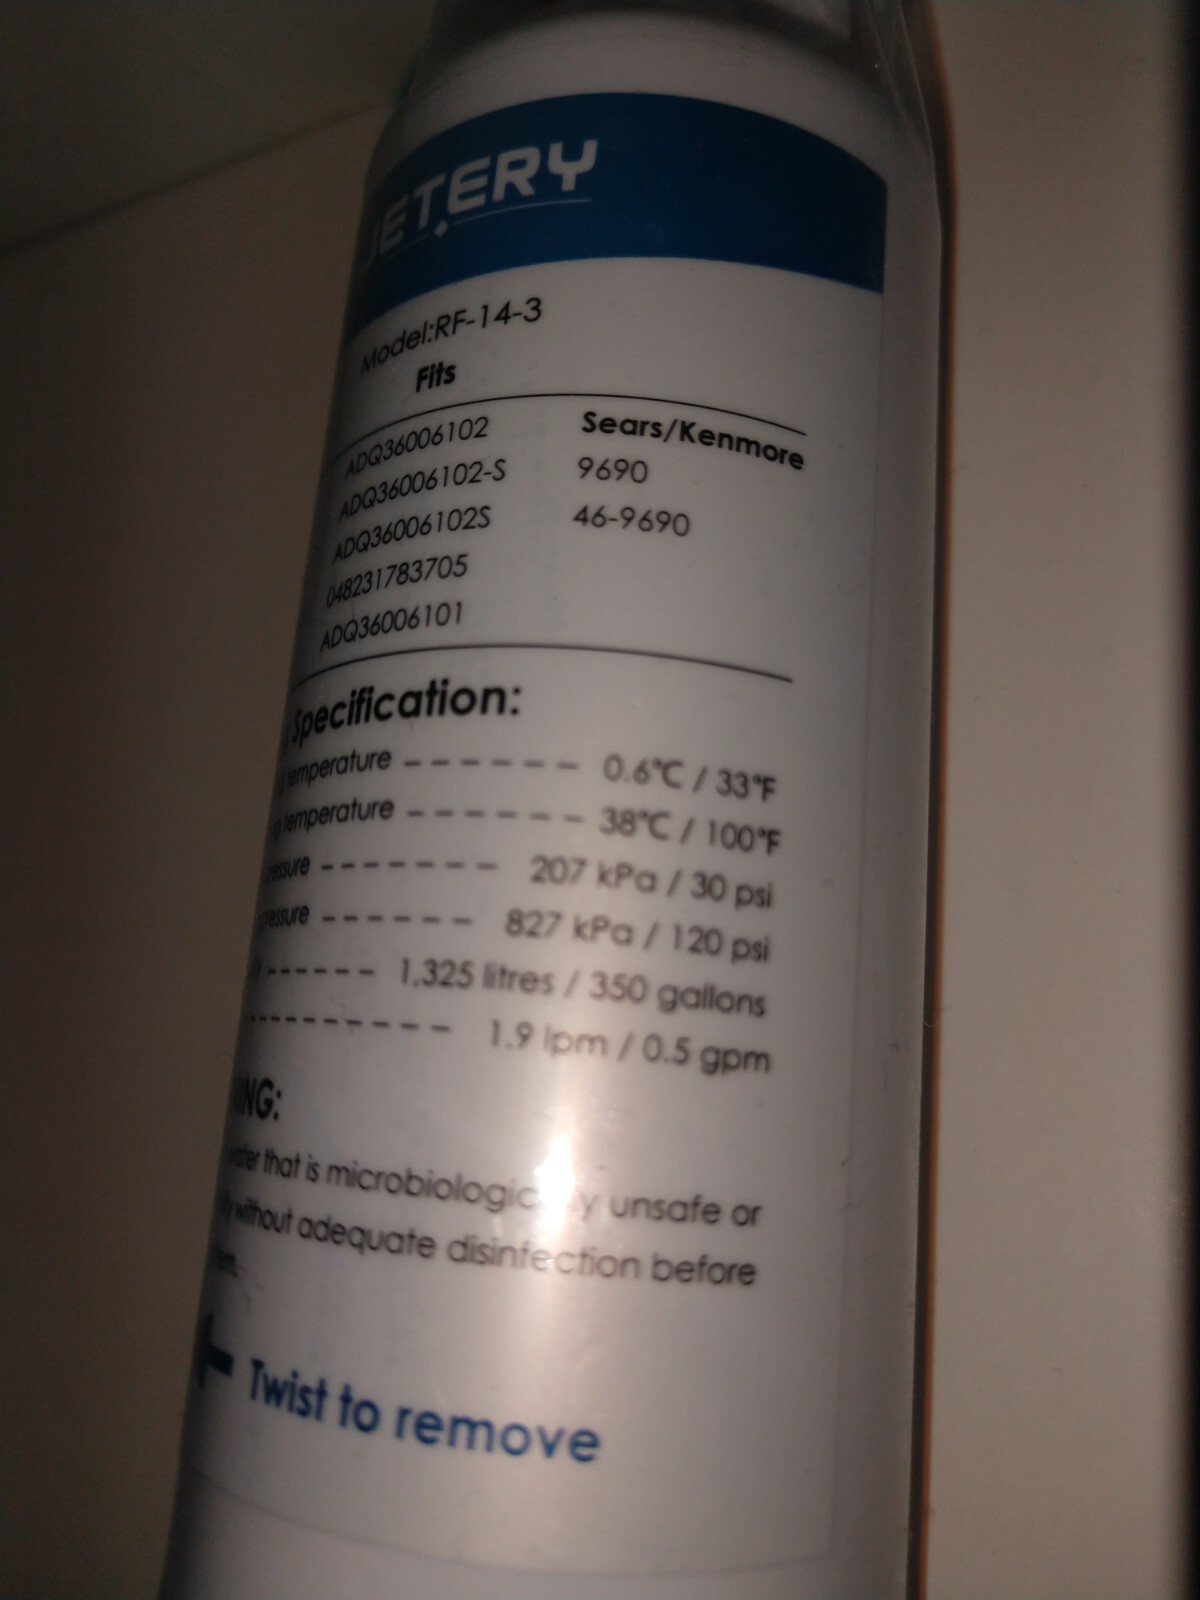 JETERY
Model:RF-14-3
Fits
ADQ36006102
ADQ36006102-S
ADQ36006102S
048231783705
ADQ36006101
Sears/Kenmore
9690
46-9690
Specification:
temperature ------ 0.6°C / 33°F
temperature ------ 38°C / 100°F
------- 207 kPa / 30 psi
------ 827 kPa / 120 psi
------ 1,325 litres / 350 gallons
---------- 1.9 lpm / 0.5 gpm
water that is microbiologically unsafe or
without adequate disinfection before
Twist to remove